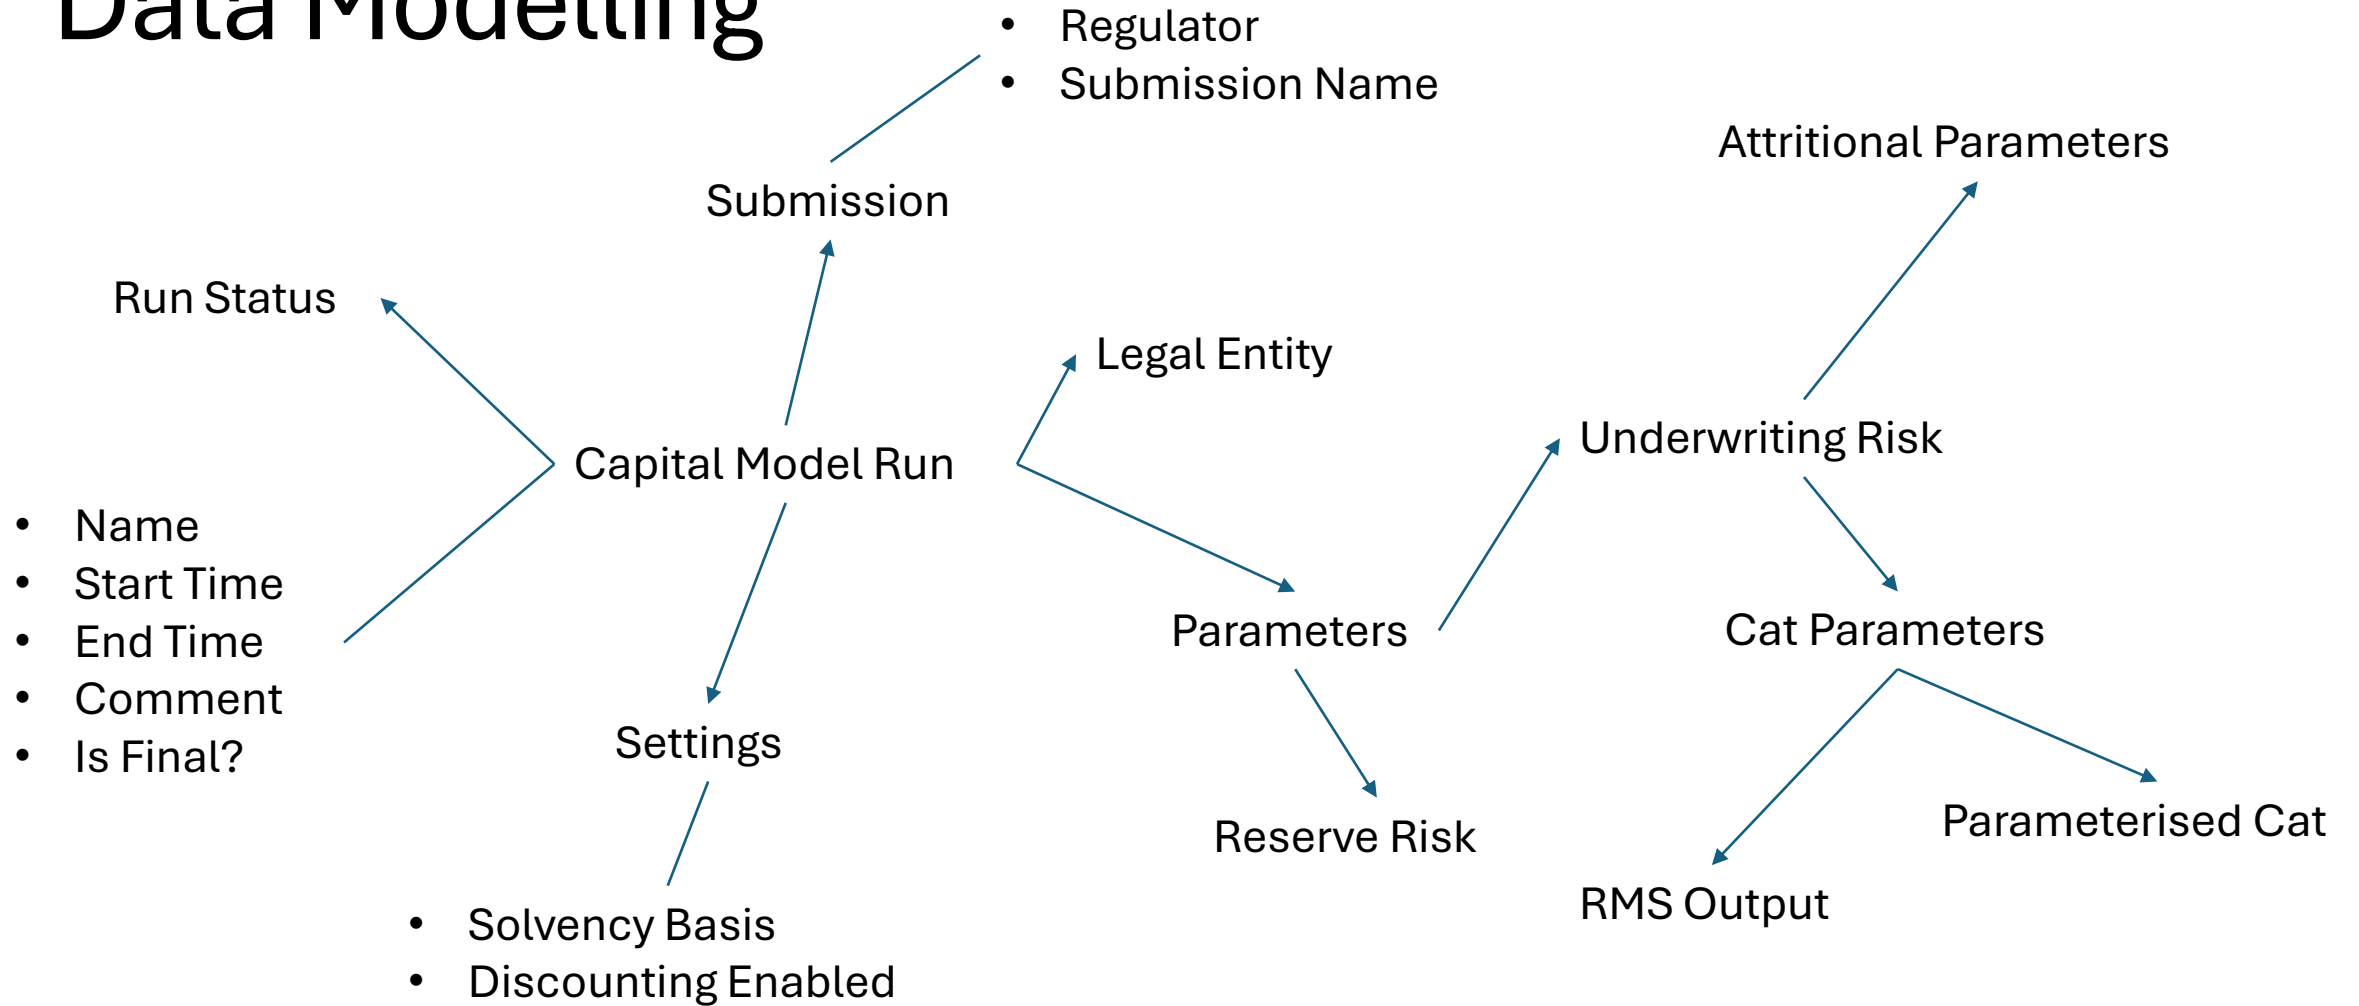 Data Modelling
• Regulator
• Submission Name
Attritional Parameters
Submission
Run Status
Legal Entity
Underwriting Risk
Capital Model Run
• Name
• Start Time
• End Time
• Comment
• Is Final?
Parameters
Cat Parameters
Settings
Reserve Risk
Parameterised Cat
RMS Output
• Solvency Basis
• Discounting Enabled